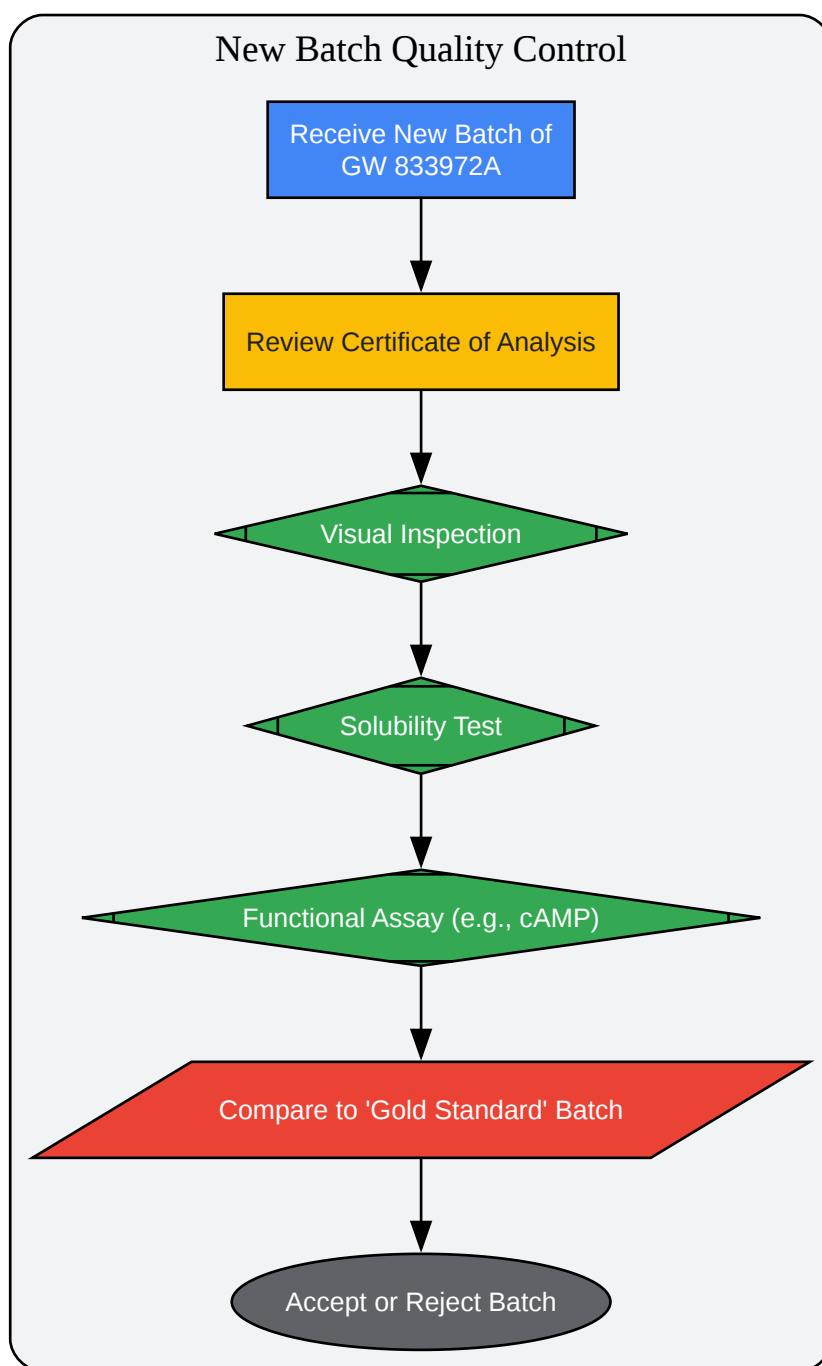 New Batch Quality Control
Receive New Batch of
GW 833972A
Review Certificate of Analysis
Visual Inspection
Solubility Test
Functional Assay (e.g., cAMP)
Compare to 'Gold Standard' Batch
Accept or Reject Batch